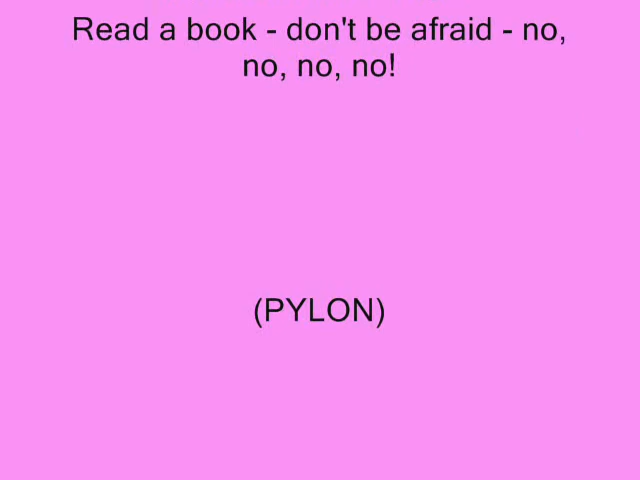 Read a book - don't be afraid - no,
no, no, no!
(PYLON)